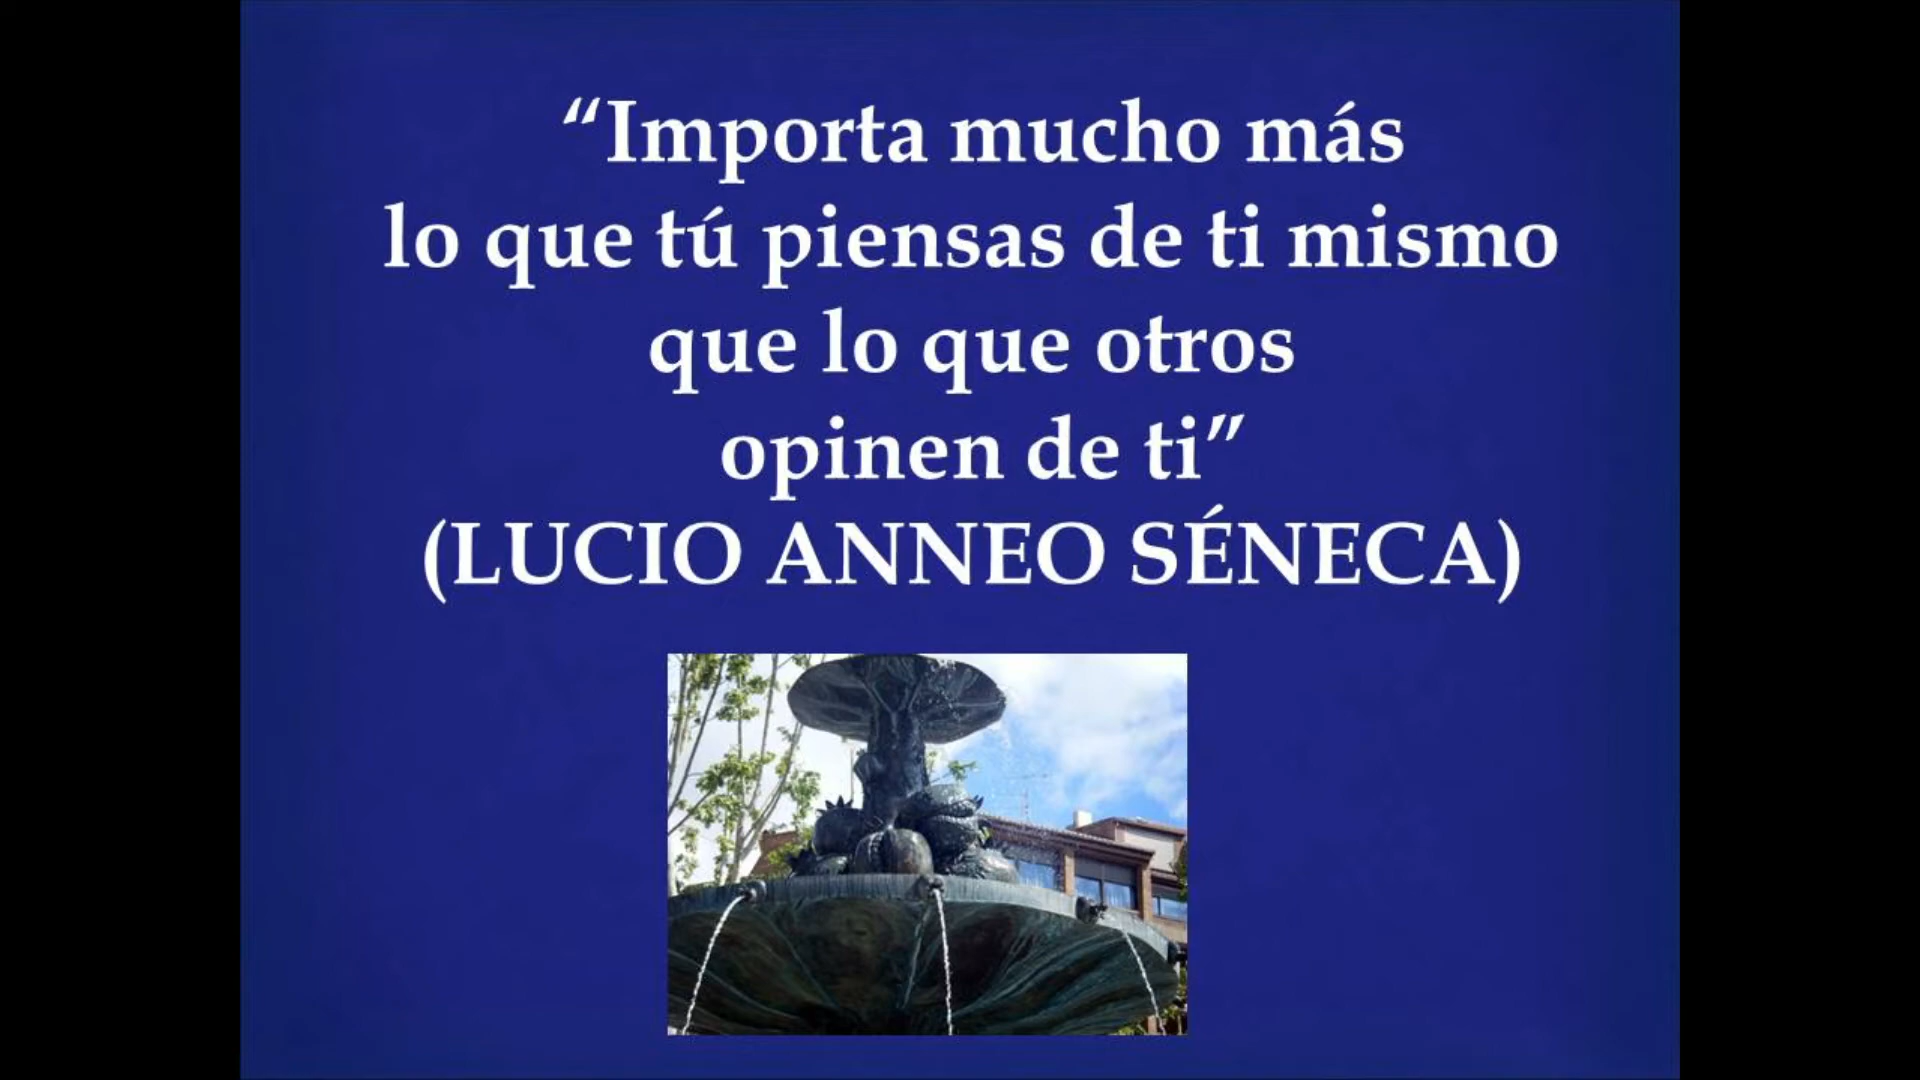 “Importa mucho más
lo que tú piensas de ti mismo
que lo que otros
opinen de ti”
(LUCIO ANNEO SÉNECA)